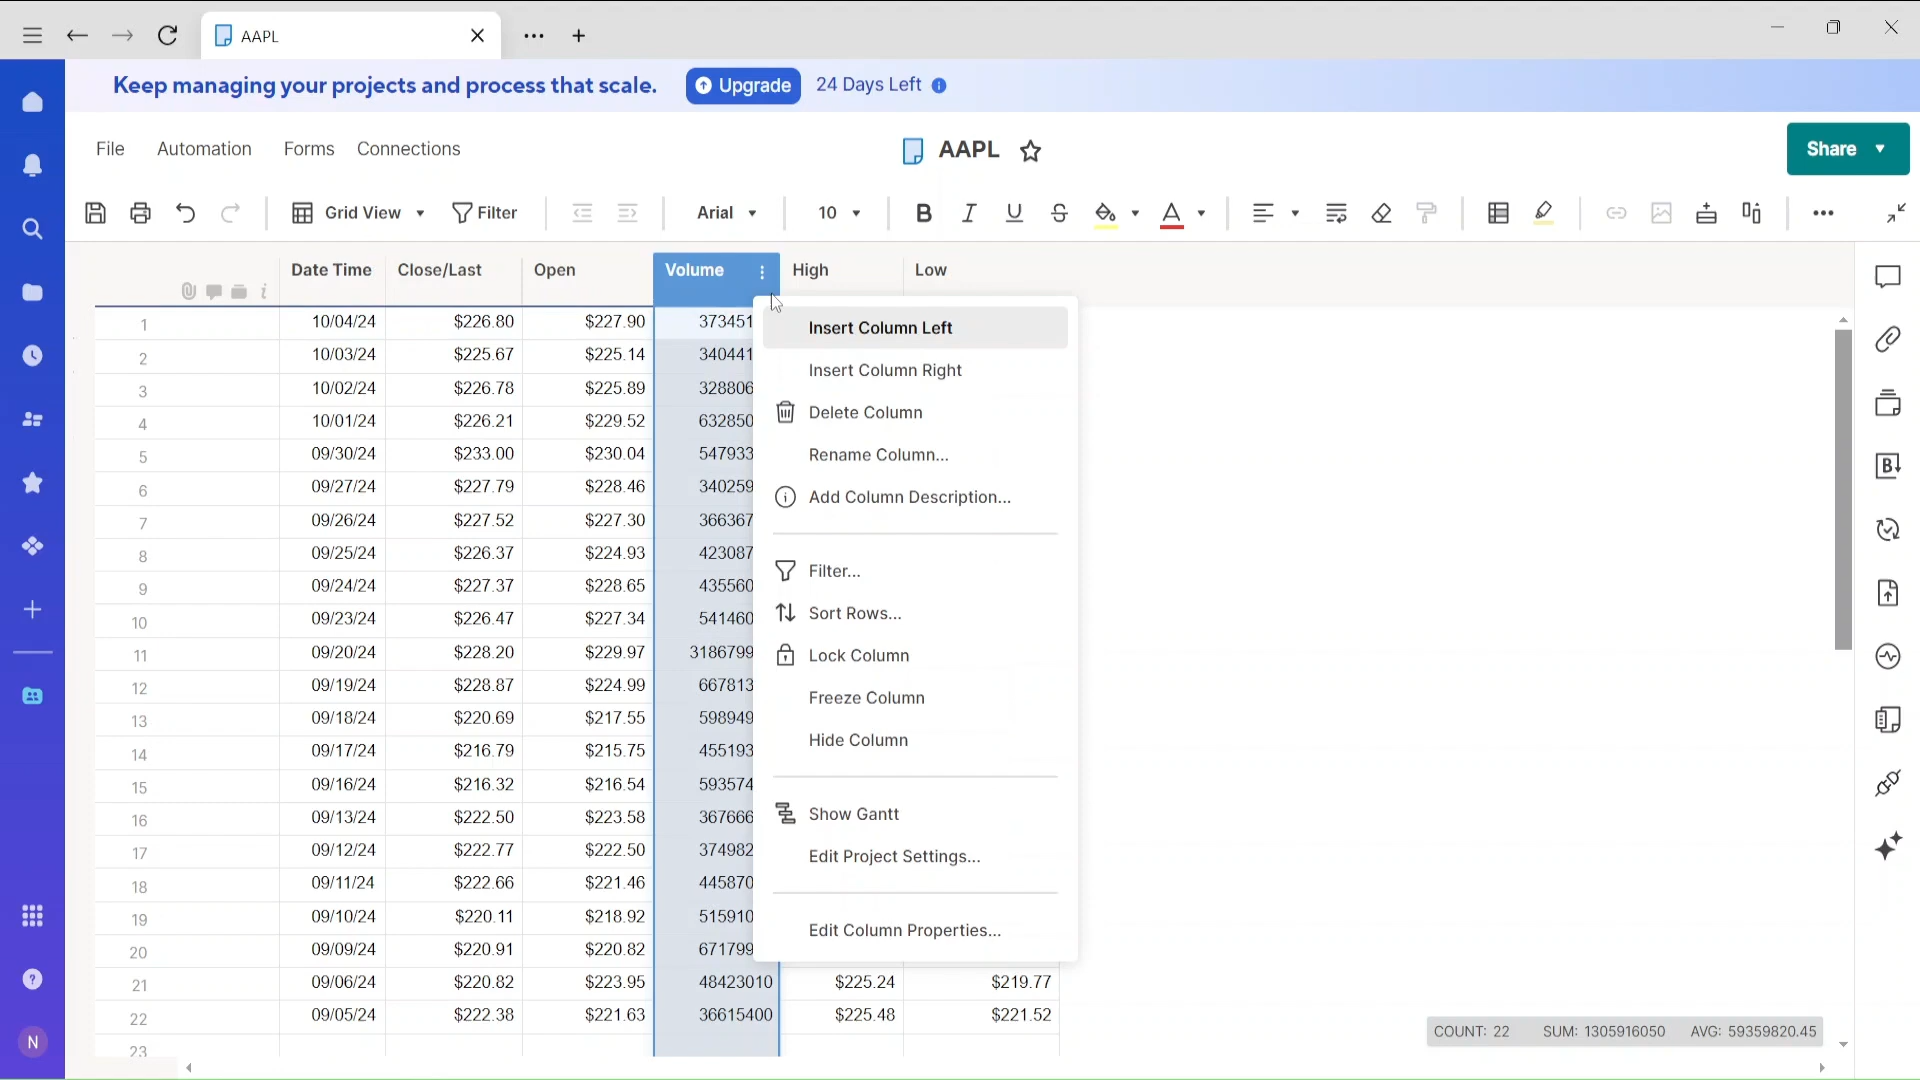 AAPL
Keep managing your projects and process that scale. Upgrade 24 Days Left
File Automation Forms Connections AAPL Share
Grid View Filter Arial 10
Date Time Close/Last Open Volume High Low
1 10/04/24 $226.80 $227.90 373451
2 10/03/24 $225.67 $225.14 340441
3 10/02/24 $226.78 $225.89 328806
4 10/01/24 $226.21 $229.52 632850
5 09/30/24 $233.00 $230.04 547933
6 09/27/24 $227.79 $228.46 340259
7 09/26/24 $227.52 $227.30 366367
8 09/25/24 $226.37 $224.93 423087
9 09/24/24 $227.37 $228.65 435560
10 09/23/24 $226.47 $227.34 541460
11 09/20/24 $228.20 $229.97 3186799
12 09/19/24 $228.87 $224.99 667813
13 09/18/24 $220.69 $217.55 598949
14 09/17/24 $216.79 $215.75 455193
15 09/16/24 $216.32 $216.54 593574
16 09/13/24 $222.50 $223.58 367666
17 09/12/24 $222.77 $222.50 374982
18 09/11/24 $222.66 $221.46 445870
19 09/10/24 $220.11 $218.92 515910
20 09/09/24 $220.91 $220.82 671799
21 09/06/24 $220.82 $223.95 48423010 $225.24 $219.77
22 09/05/24 $222.38 $221.63 36615400 $225.48 $221.52
23
Insert Column Left
Insert Column Right
Delete Column
Rename Column...
Add Column Description...
Filter...
Sort Rows...
Lock Column
Freeze Column
Hide Column
Show Gantt
Edit Project Settings...
Edit Column Properties...
COUNT: 22 SUM: 1305916050 AVG: 59359820.45
N